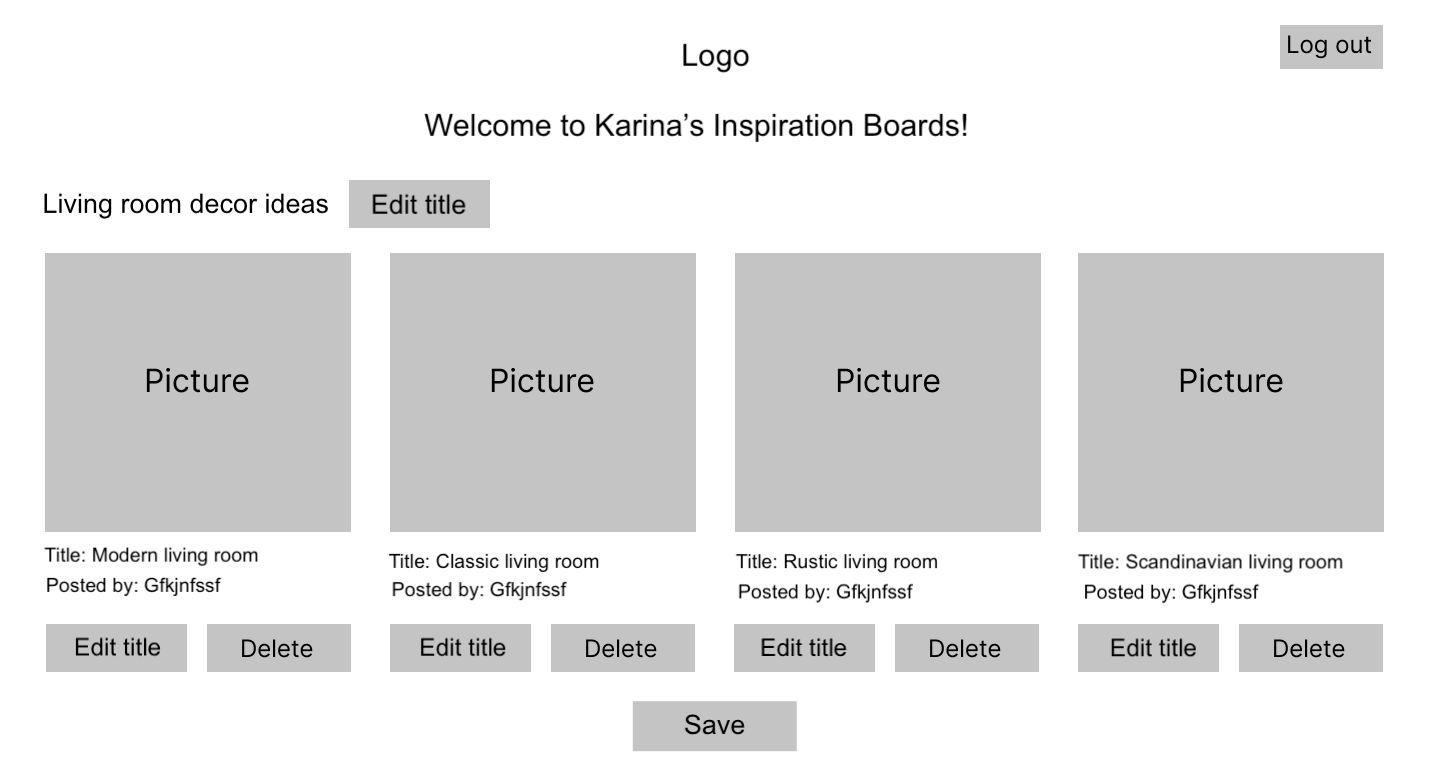 Logo
Log out
Welcome to Karina’s Inspiration Boards!
Living room decor ideas
Edit title
Picture
Picture
Picture
Picture
Title: Modern living room
Posted by: Gfkjnfssf
Title: Classic living room
Posted by: Gfkjnfssf
Title: Rustic living room
Posted by: Gfkjnfssf
Title: Scandinavian living room
Posted by: Gfkjnfssf
Edit title
Delete
Edit title
Delete
Edit title
Delete
Edit title
Delete
Save